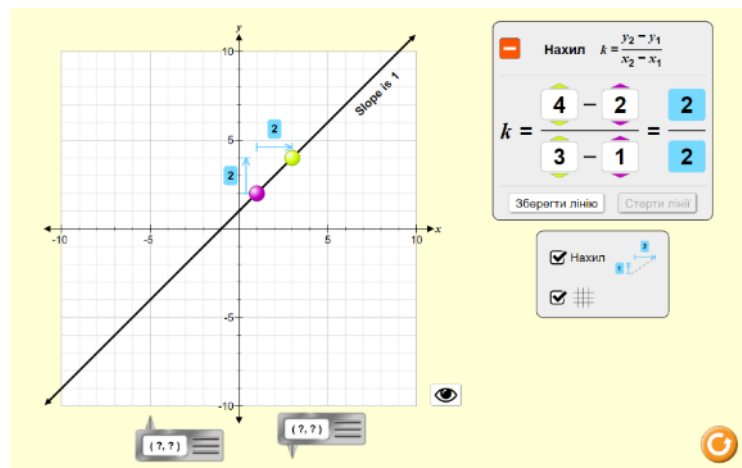 y
10
5
-5
-10
-10
-5
5
10
x
Slope is 1
2
2
(?, ?)
(?, ?)
Нахил k = y₂ − y₁ / x₂ − x₁
k = 4 − 2 / 3 − 1 = 2 / 2
Зберегти лінію
Стерти лінії
Нахил
2
1